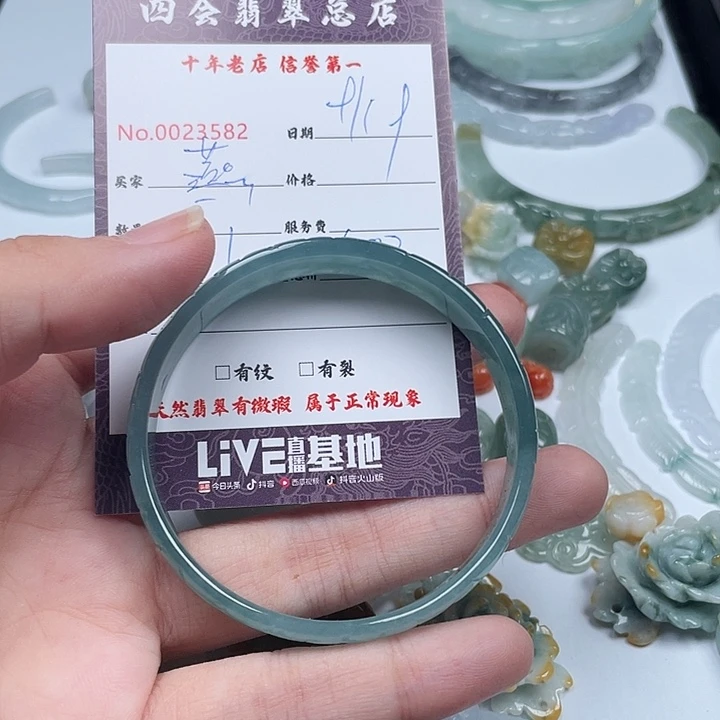 四会翡翠总店
十年老店 信誉第一
No.0023582 日期
买家 价格
数量 1 服务费
□有纹 □有裂
天然翡翠有微瑕 属于正常现象
LiVE直播基地
今日头条 抖音 西瓜视频 抖音火山版